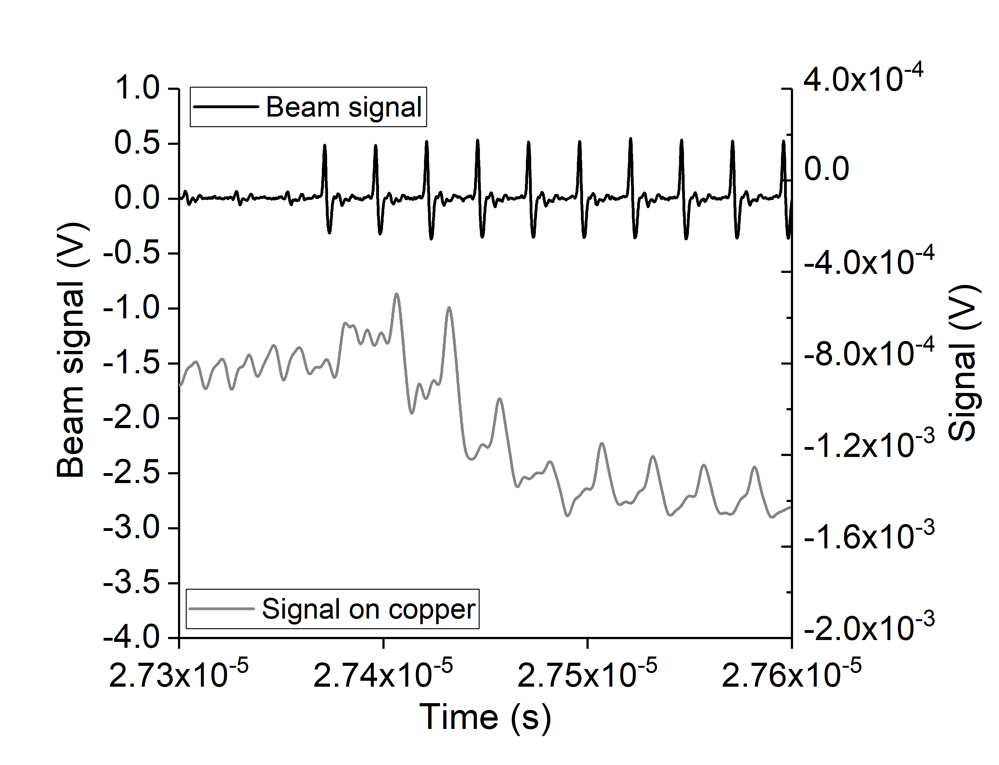 Beam signal
1.0
0.5
0.0
-0.5
-1.0
-1.5
-2.0
-2.5
-3.0
-3.5
-4.0
Beam signal (V)
4.0x10⁻⁴
0.0
-4.0x10⁻⁴
-8.0x10⁻⁴
-1.2x10⁻³
-1.6x10⁻³
-2.0x10⁻³
Signal (V)
Signal on copper
2.73x10⁻⁵ 2.74x10⁻⁵ 2.75x10⁻⁵ 2.76x10⁻⁵
Time (s)